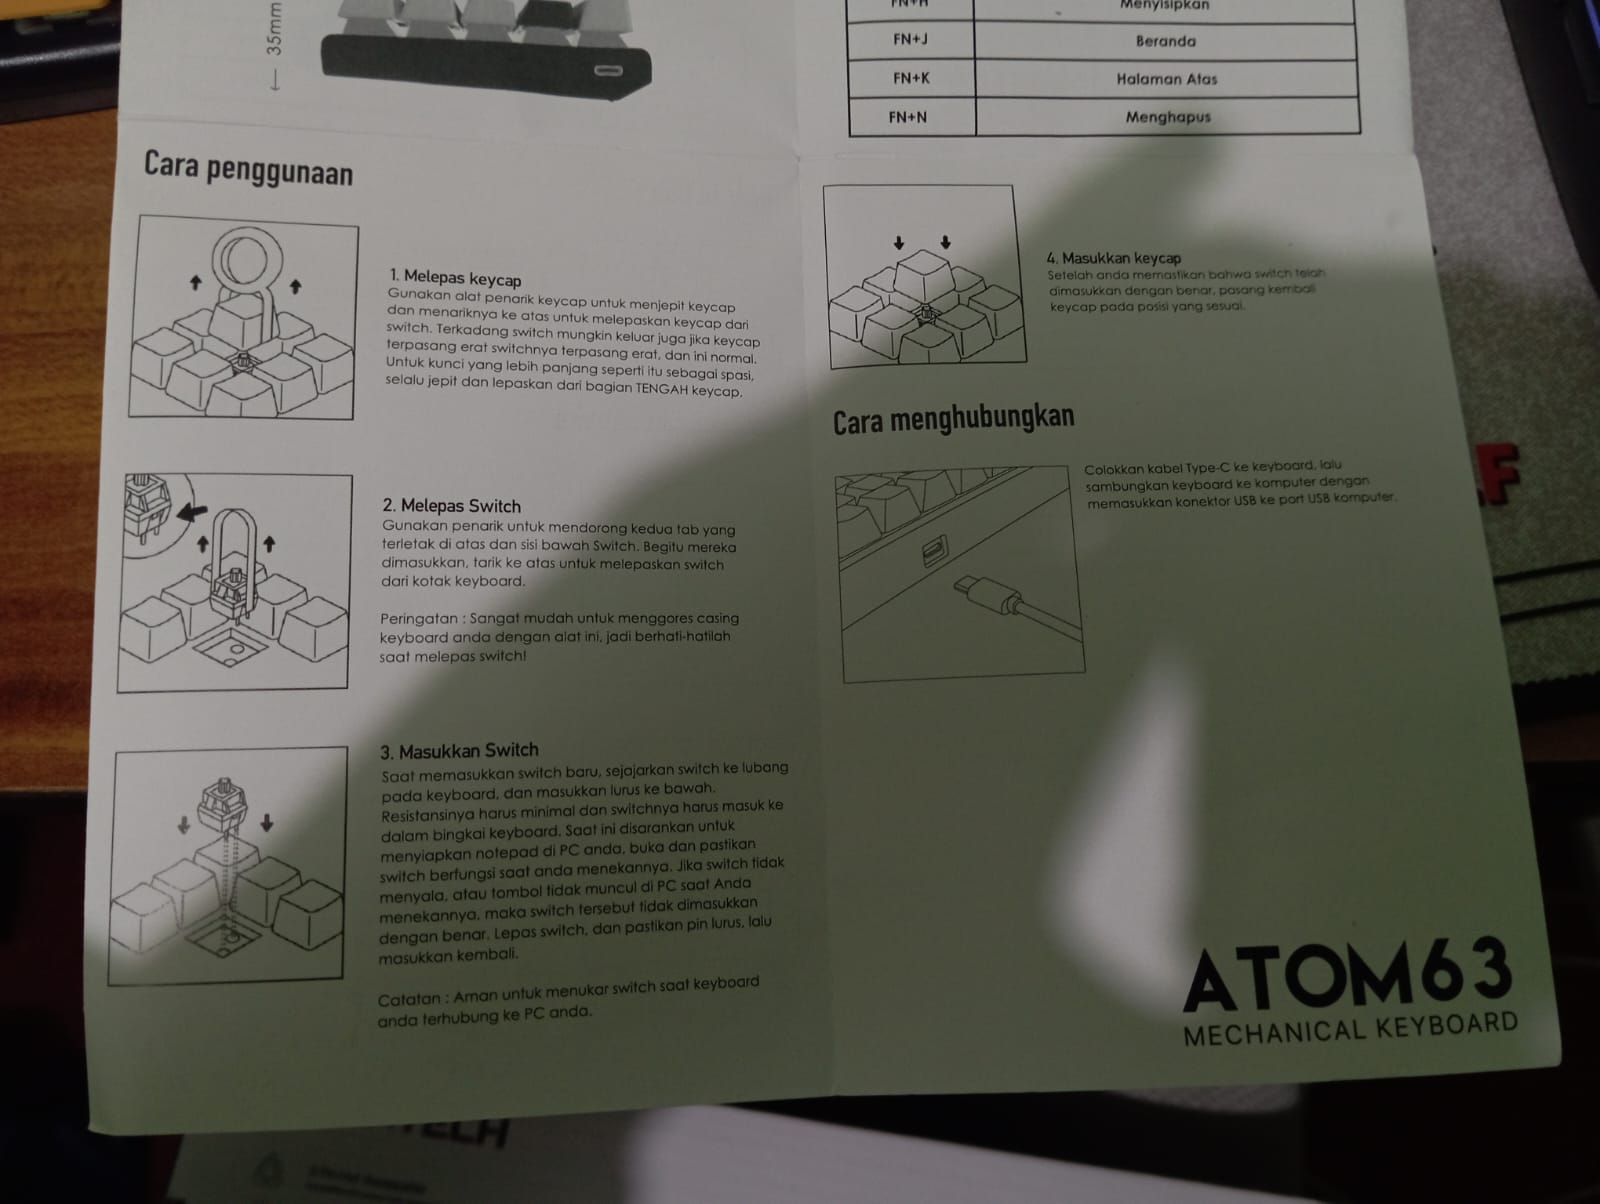 35mm
FN+H Menyisipkan
FN+J Beranda
FN+K Halaman Atas
FN+N Menghapus
Cara penggunaan
1. Melepas keycap
Gunakan alat penarik keycap untuk menjepit keycap
dan menariknya ke atas untuk melepaskan keycap dari
switch. Terkadang switch mungkin keluar juga jika keycap
terpasang erat switchnya terpasang erat, dan ini normal.
Untuk kunci yang lebih panjang seperti itu sebagai spasi,
selalu jepit dan lepaskan dari bagian TENGAH keycap.
2. Melepas Switch
Gunakan penarik untuk mendorong kedua tab yang
terletak di atas dan sisi bawah Switch. Begitu mereka
dimasukkan, tarik ke atas untuk melepaskan switch
dari kotak keyboard.
Peringatan : Sangat mudah untuk menggores casing
keyboard anda dengan alat ini, jadi berhati-hatilah
saat melepas switch!
3. Masukkan Switch
Saat memasukkan switch baru, sejajarkan switch ke lubang
pada keyboard, dan masukkan lurus ke bawah.
Resistansinya harus minimal dan switchnya harus masuk ke
dalam bingkai keyboard. Saat ini disarankan untuk
menyiapkan notepad di PC anda, buka dan pastikan
switch berfungsi saat anda menekannya. Jika switch tidak
menyala, atau tombol tidak muncul di PC saat Anda
menekannya, maka switch tersebut tidak dimasukkan
dengan benar. Lepas switch, dan pastikan pin lurus, lalu
masukkan kembali.
Catatan : Aman untuk menukar switch saat keyboard
anda terhubung ke PC anda.
4. Masukkan keycap
Setelah anda memastikan bahwa switch telah
dimasukkan dengan benar, pasang kembali
keycap pada posisi yang sesuai.
Cara menghubungkan
Colokkan kabel Type-C ke keyboard, lalu
sambungkan keyboard ke komputer dengan
memasukkan konektor USB ke port USB komputer.
ATOM63
MECHANICAL KEYBOARD